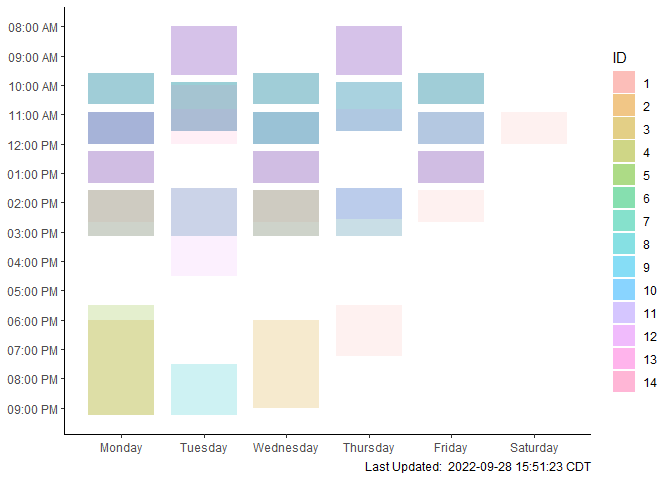 08:00 AM
09:00 AM
10:00 AM
11:00 AM
12:00 PM
01:00 PM
02:00 PM
03:00 PM
04:00 PM
05:00 PM
06:00 PM
07:00 PM
08:00 PM
09:00 PM
Monday Tuesday Wednesday Thursday Friday Saturday
Last Updated: 2022-09-28 15:51:23 CDT
ID
1
2
3
4
5
6
7
8
9
10
11
12
13
14